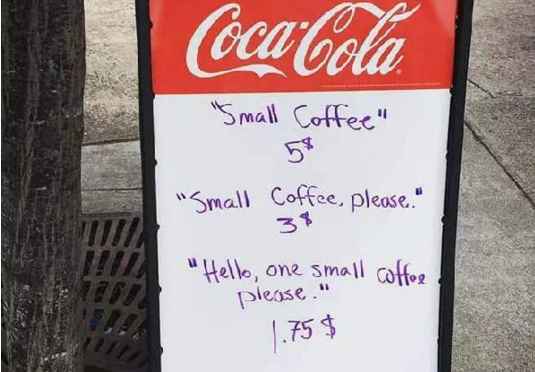 Coca-Cola
"Small Coffee"
5$
"Small Coffee, please."
3$
"Hello, one small coffee
please."
1.75 $